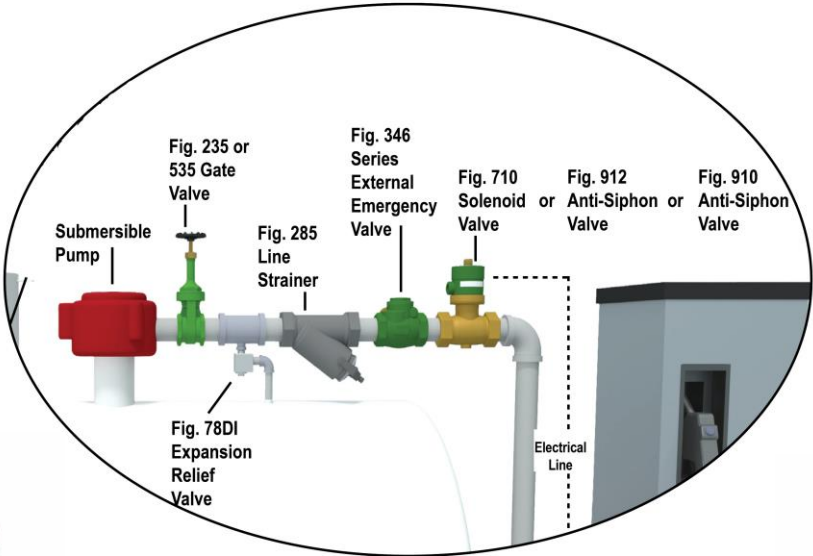 Submersible
Pump
Fig. 235 or
535 Gate
Valve
Fig. 285
Line
Strainer
Fig. 346
Series
External
Emergency
Valve
Fig. 710
Solenoid or
Valve
Fig. 912
Anti-Siphon or
Valve
Fig. 910
Anti-Siphon
Valve
Fig. 78DI
Expansion
Relief
Valve
Electrical
Line